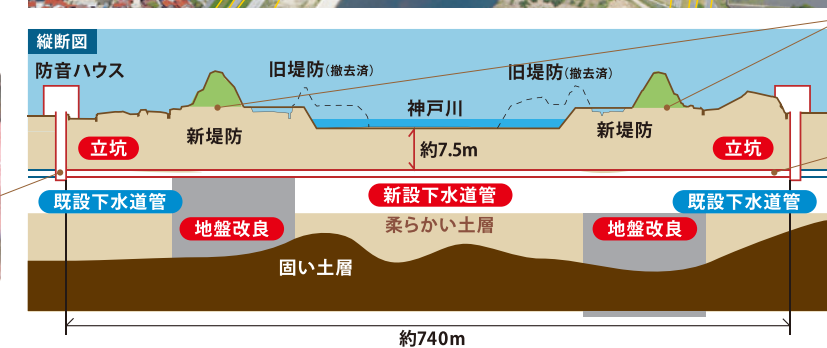 縦断図
防音ハウス
旧堤防(撤去済)
旧堤防(撤去済)
神戸川
新堤防
新堤防
立坑
約7.5m
立坑
既設下水道管
新設下水道管
既設下水道管
地盤改良
柔らかい土層
地盤改良
固い土層
約740m